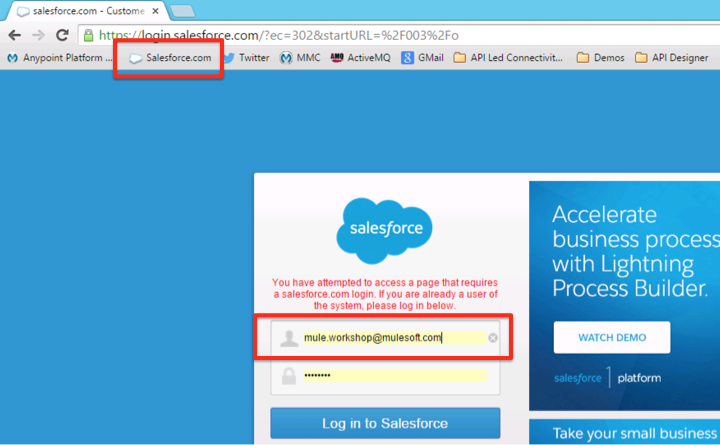 salesforce.com - Custome
https://login.salesforce.com/?ec=302&startURL=%2F003%2Fo
Anypoint Platform ... Salesforce.com Twitter MMC ActiveMQ GMail API Led Connectivit... Demos API Designer
salesforce
You have attempted to access a page that requires
a salesforce.com login. If you are already a user of
the system, please log in below.
mule.workshop@mulesoft.com
••••••••
Log in to Salesforce
Accelerate
business process
with Lightning
Process Builder.
WATCH DEMO
salesforce1 platform
Take your small business